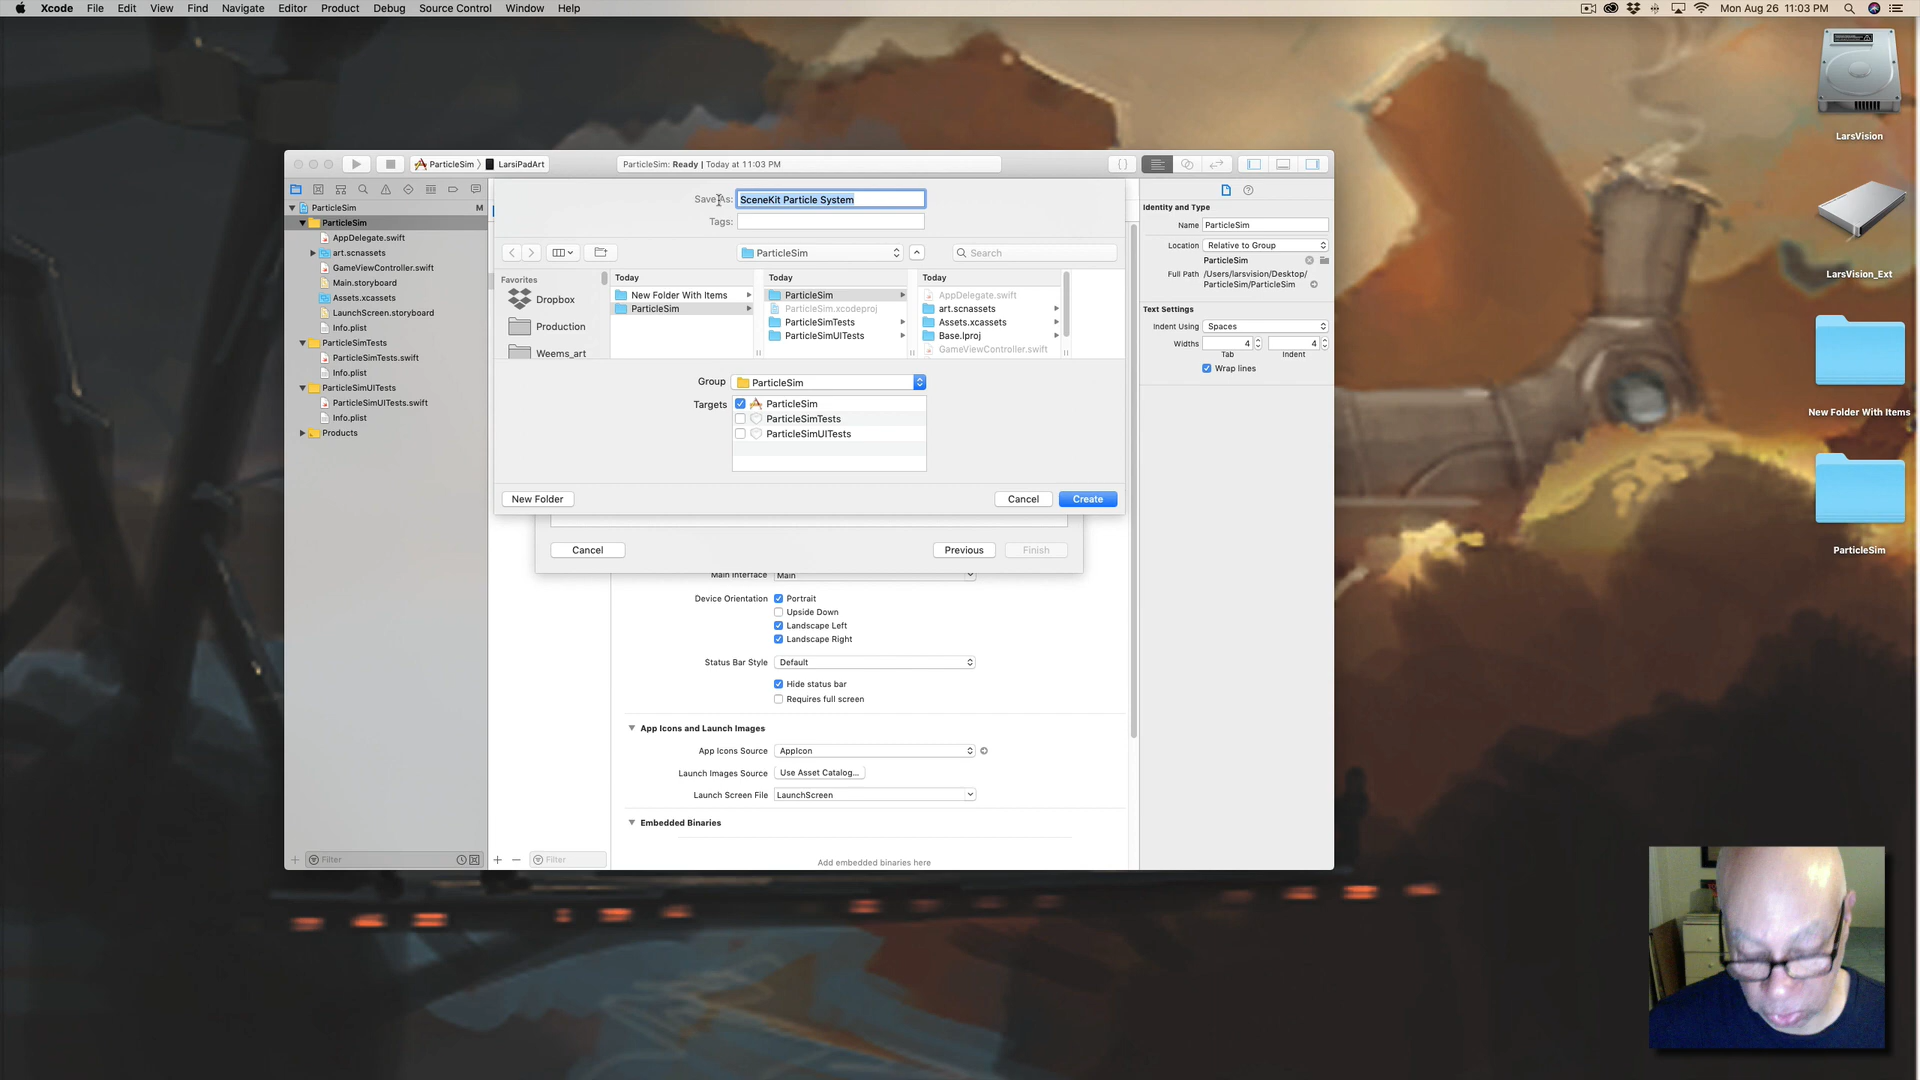 Xcode File Edit View Find Navigate Editor Product Debug Source Control Window Help
Mon Aug 26 11:03 PM
ParticleSim LarsiPadArt
ParticleSim: Ready | Today at 11:03 PM
ParticleSim M
ParticleSim
AppDelegate.swift
art.scnassets
GameViewController.swift
Main.storyboard
Assets.xcassets
LaunchScreen.storyboard
Info.plist
ParticleSimTests
ParticleSimTests.swift
Info.plist
ParticleSimUITests
ParticleSimUITests.swift
Info.plist
Products
Filter
Save As: SceneKit Particle System
Tags:
ParticleSim
Search
Favorites
Dropbox
Production
Weems_art
Today
New Folder With Items
ParticleSim
Today
ParticleSim
ParticleSim.xcodeproj
ParticleSimTests
ParticleSimUITests
Today
AppDelegate.swift
art.scnassets
Assets.xcassets
Base.lproj
GameViewController.swift
Group ParticleSim
Targets ParticleSim
ParticleSimTests
ParticleSimUITests
New Folder Cancel Create
Cancel Previous Finish
Main Interface Main
Device Orientation Portrait
Upside Down
Landscape Left
Landscape Right
Status Bar Style Default
Hide status bar
Requires full screen
App Icons and Launch Images
App Icons Source AppIcon
Launch Images Source Use Asset Catalog...
Launch Screen File LaunchScreen
Embedded Binaries
Add embedded binaries here
Filter
Identity and Type
Name ParticleSim
Location Relative to Group
ParticleSim
Full Path /Users/larsvision/Desktop/
ParticleSim/ParticleSim
Text Settings
Indent Using Spaces
Widths 4 4
Tab Indent
Wrap lines
LarsVision
LarsVision_Ext
New Folder With Items
ParticleSim